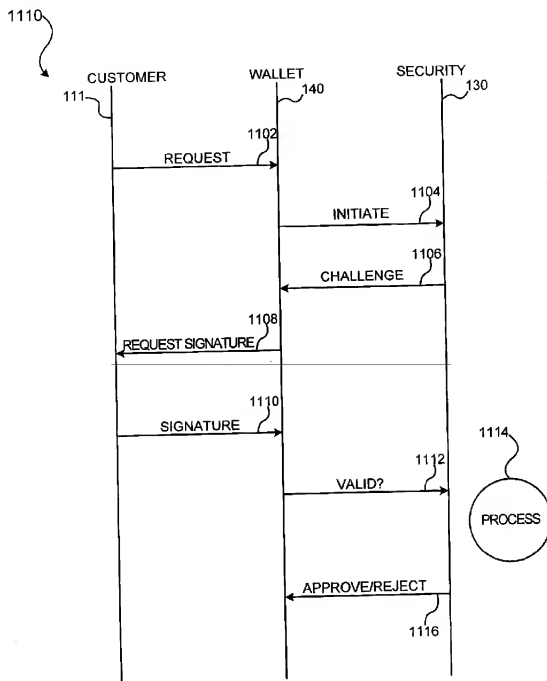 1110
CUSTOMER WALLET SECURITY
111 140 130
1102
REQUEST
1104
INITIATE
1106
CHALLENGE
1108
REQUEST SIGNATURE
1110
SIGNATURE
1114
1112
VALID?
PROCESS
APPROVE/REJECT
1116